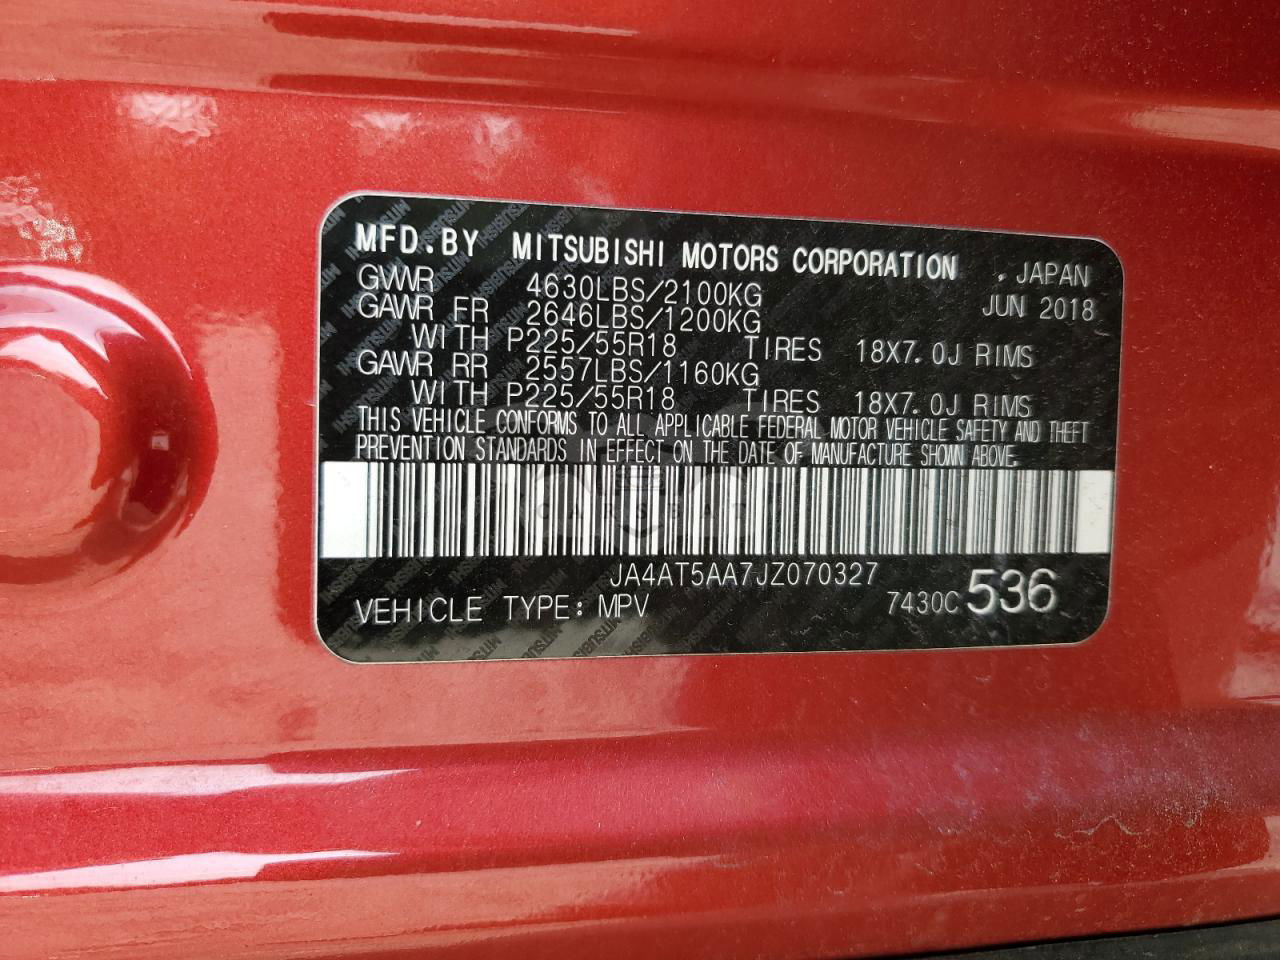 MFD.BY MITSUBISHI MOTORS CORPORATION , JAPAN
GVWR 4630LBS/2100KG JUN 2018
GAWR FR 2646LBS/1200KG
WITH P225/55R18 TIRES 18X7.0J RIMS
GAWR RR 2557LBS/1160KG
WITH P225/55R18 TIRES 18X7.0J RIMS
THIS VEHICLE CONFORMS TO ALL APPLICABLE FEDERAL MOTOR VEHICLE SAFETY AND THEFT
PREVENTION STANDARDS IN EFFECT ON THE DATE OF MANUFACTURE SHOWN ABOVE.
JA4AT5AA7JZ070327
VEHICLE TYPE: MPV 7430C 536